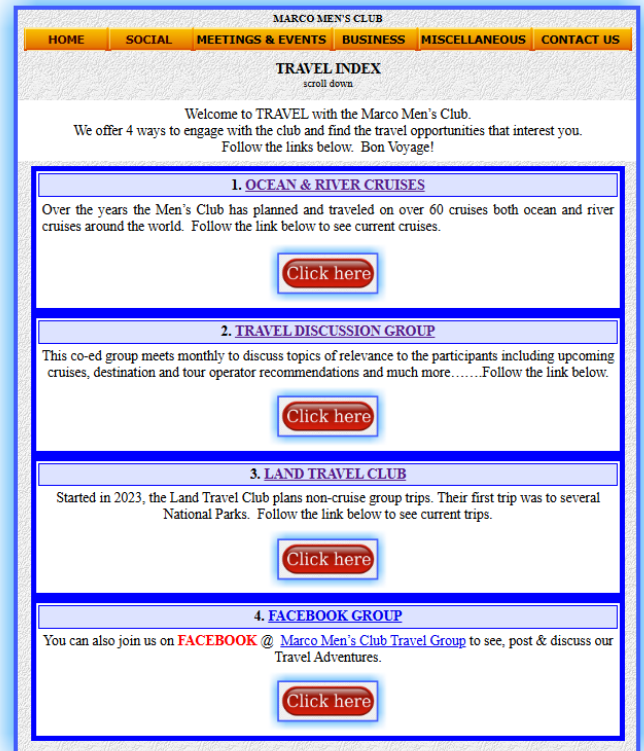 MARCO MEN'S CLUB
HOME SOCIAL MEETINGS & EVENTS BUSINESS MISCELLANEOUS CONTACT US
TRAVEL INDEX
scroll down
Welcome to TRAVEL with the Marco Men's Club.
We offer 4 ways to engage with the club and find the travel opportunities that interest you.
Follow the links below. Bon Voyage!
1. OCEAN & RIVER CRUISES
Over the years the Men's Club has planned and traveled on over 60 cruises both ocean and river
cruises around the world. Follow the link below to see current cruises.
Click here
2. TRAVEL DISCUSSION GROUP
This co-ed group meets monthly to discuss topics of relevance to the participants including upcoming
cruises, destination and tour operator recommendations and much more…….Follow the link below.
Click here
3. LAND TRAVEL CLUB
Started in 2023, the Land Travel Club plans non-cruise group trips. Their first trip was to several
National Parks. Follow the link below to see current trips.
Click here
4. FACEBOOK GROUP
You can also join us on FACEBOOK @ Marco Men's Club Travel Group to see, post & discuss our
Travel Adventures.
Click here